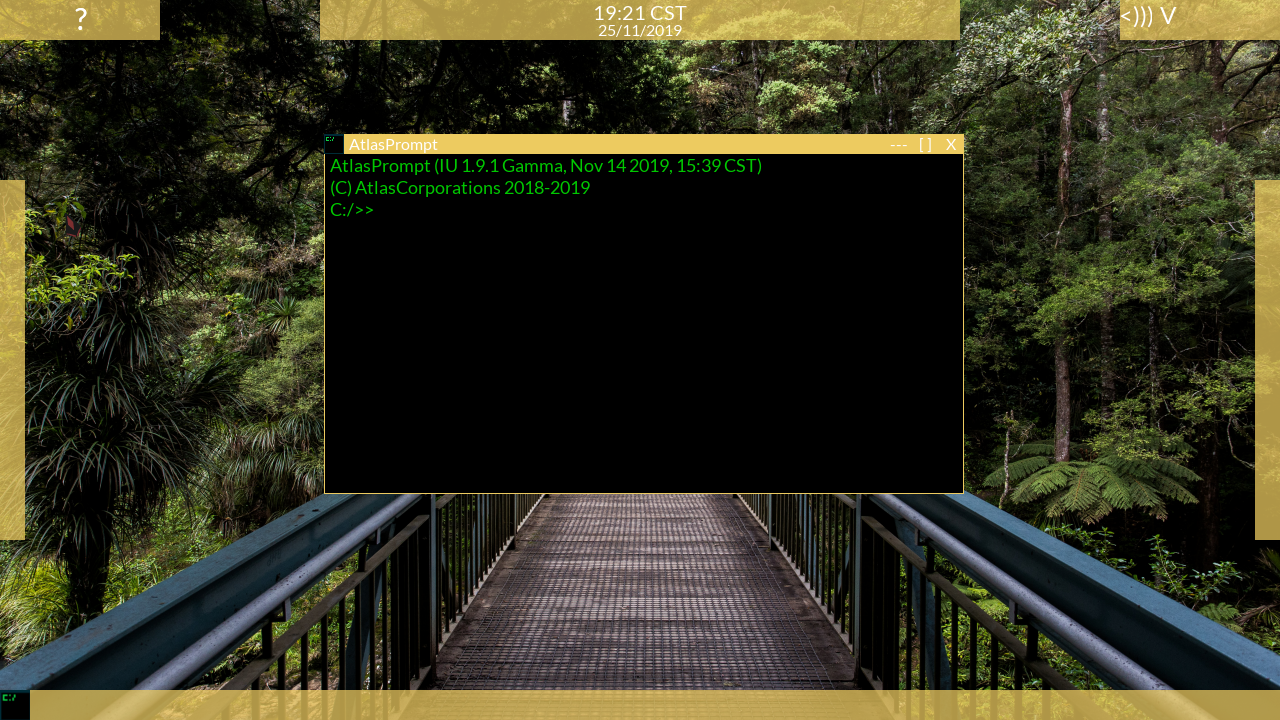 ?
19:21 CST
25/11/2019
<))) V
C:/
AtlasPrompt
--- [ ] X
AtlasPrompt (IU 1.9.1 Gamma, Nov 14 2019, 15:39 CST)
(C) AtlasCorporations 2018-2019
C:/>>
C:/